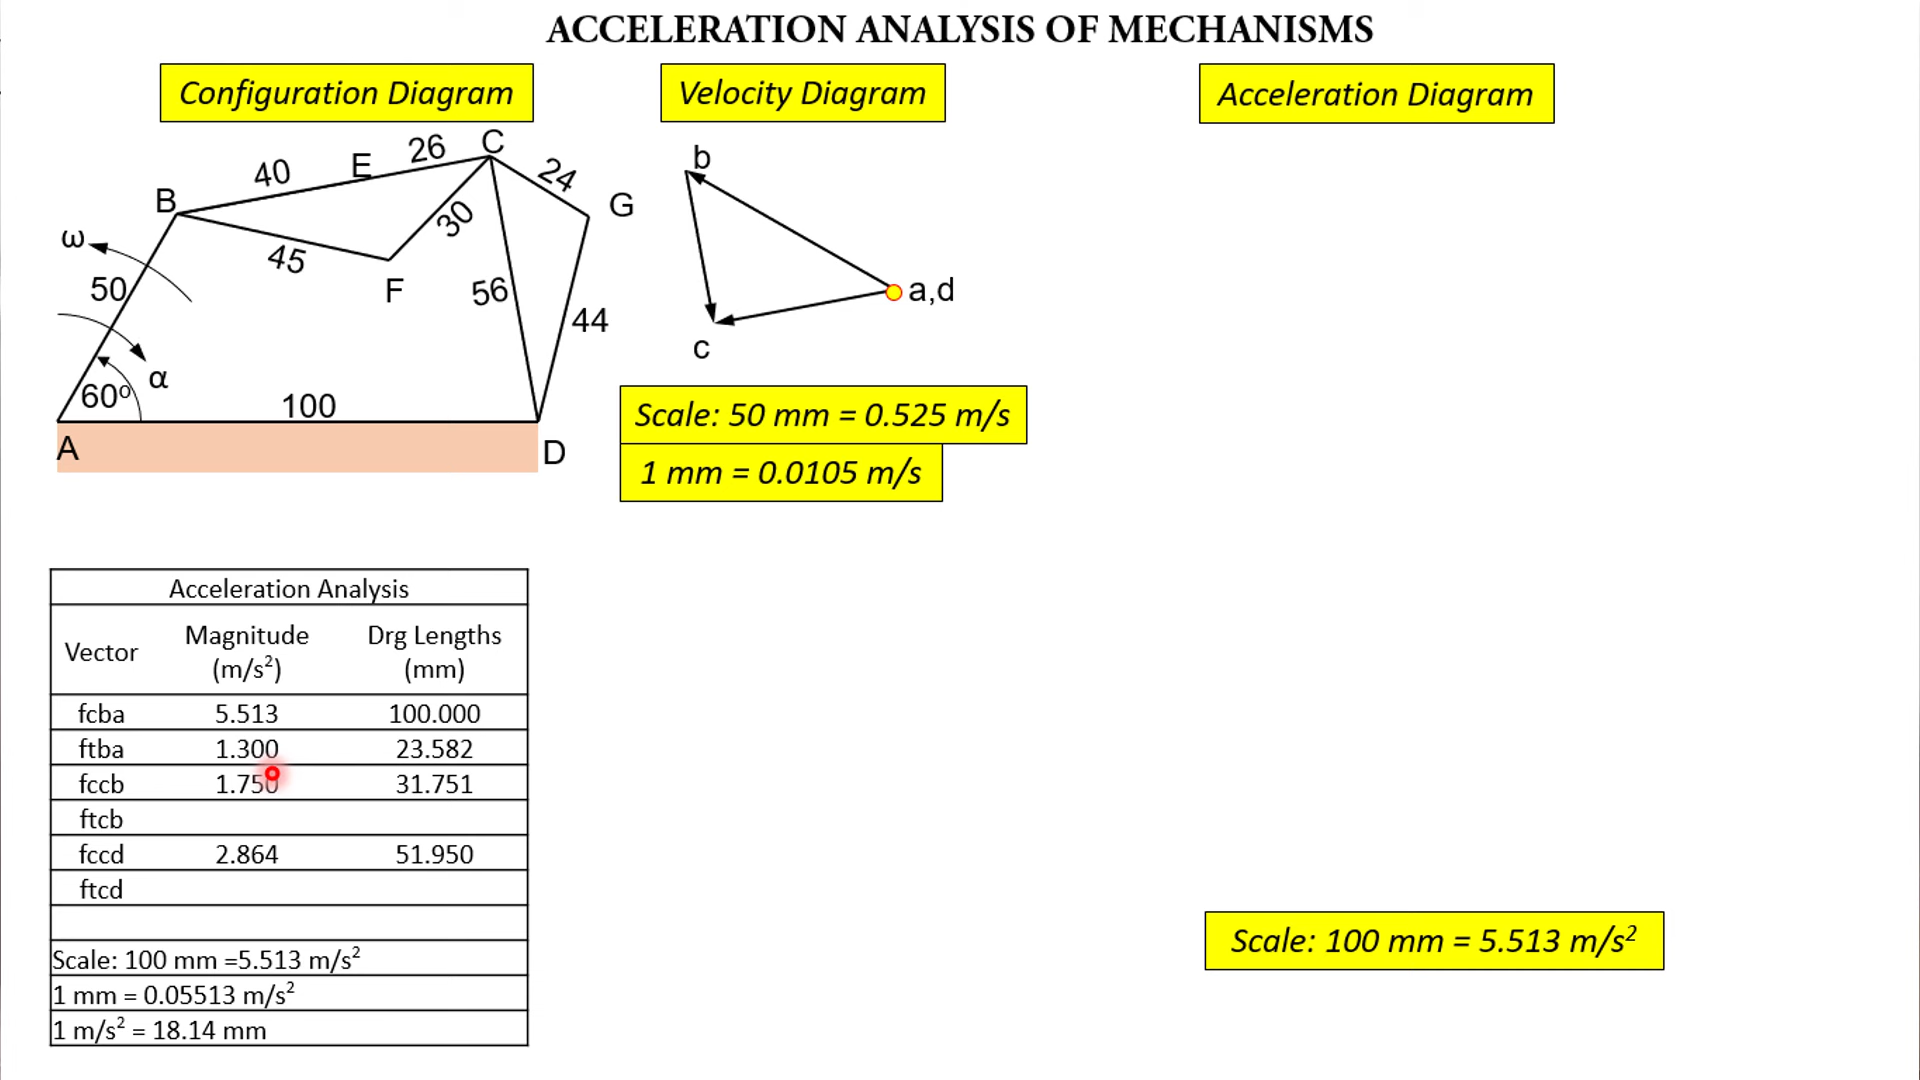 ACCELERATION ANALYSIS OF MECHANISMS
Configuration Diagram
Velocity Diagram
Acceleration Diagram
B
40
E
26
C
24
G
ω
50
45
F
30
56
44
α
60⁰
100
A
D
b
a,d
c
Scale: 50 mm = 0.525 m/s
1 mm = 0.0105 m/s
Acceleration Analysis
Vector Magnitude (m/s²) Drg Lengths (mm)
fcba 5.513 100.000
ftba 1.300 23.582
fccb 1.750 31.751
ftcb
fccd 2.864 51.950
ftcd
Scale: 100 mm =5.513 m/s²
1 mm = 0.05513 m/s²
1 m/s² = 18.14 mm
Scale: 100 mm = 5.513 m/s²